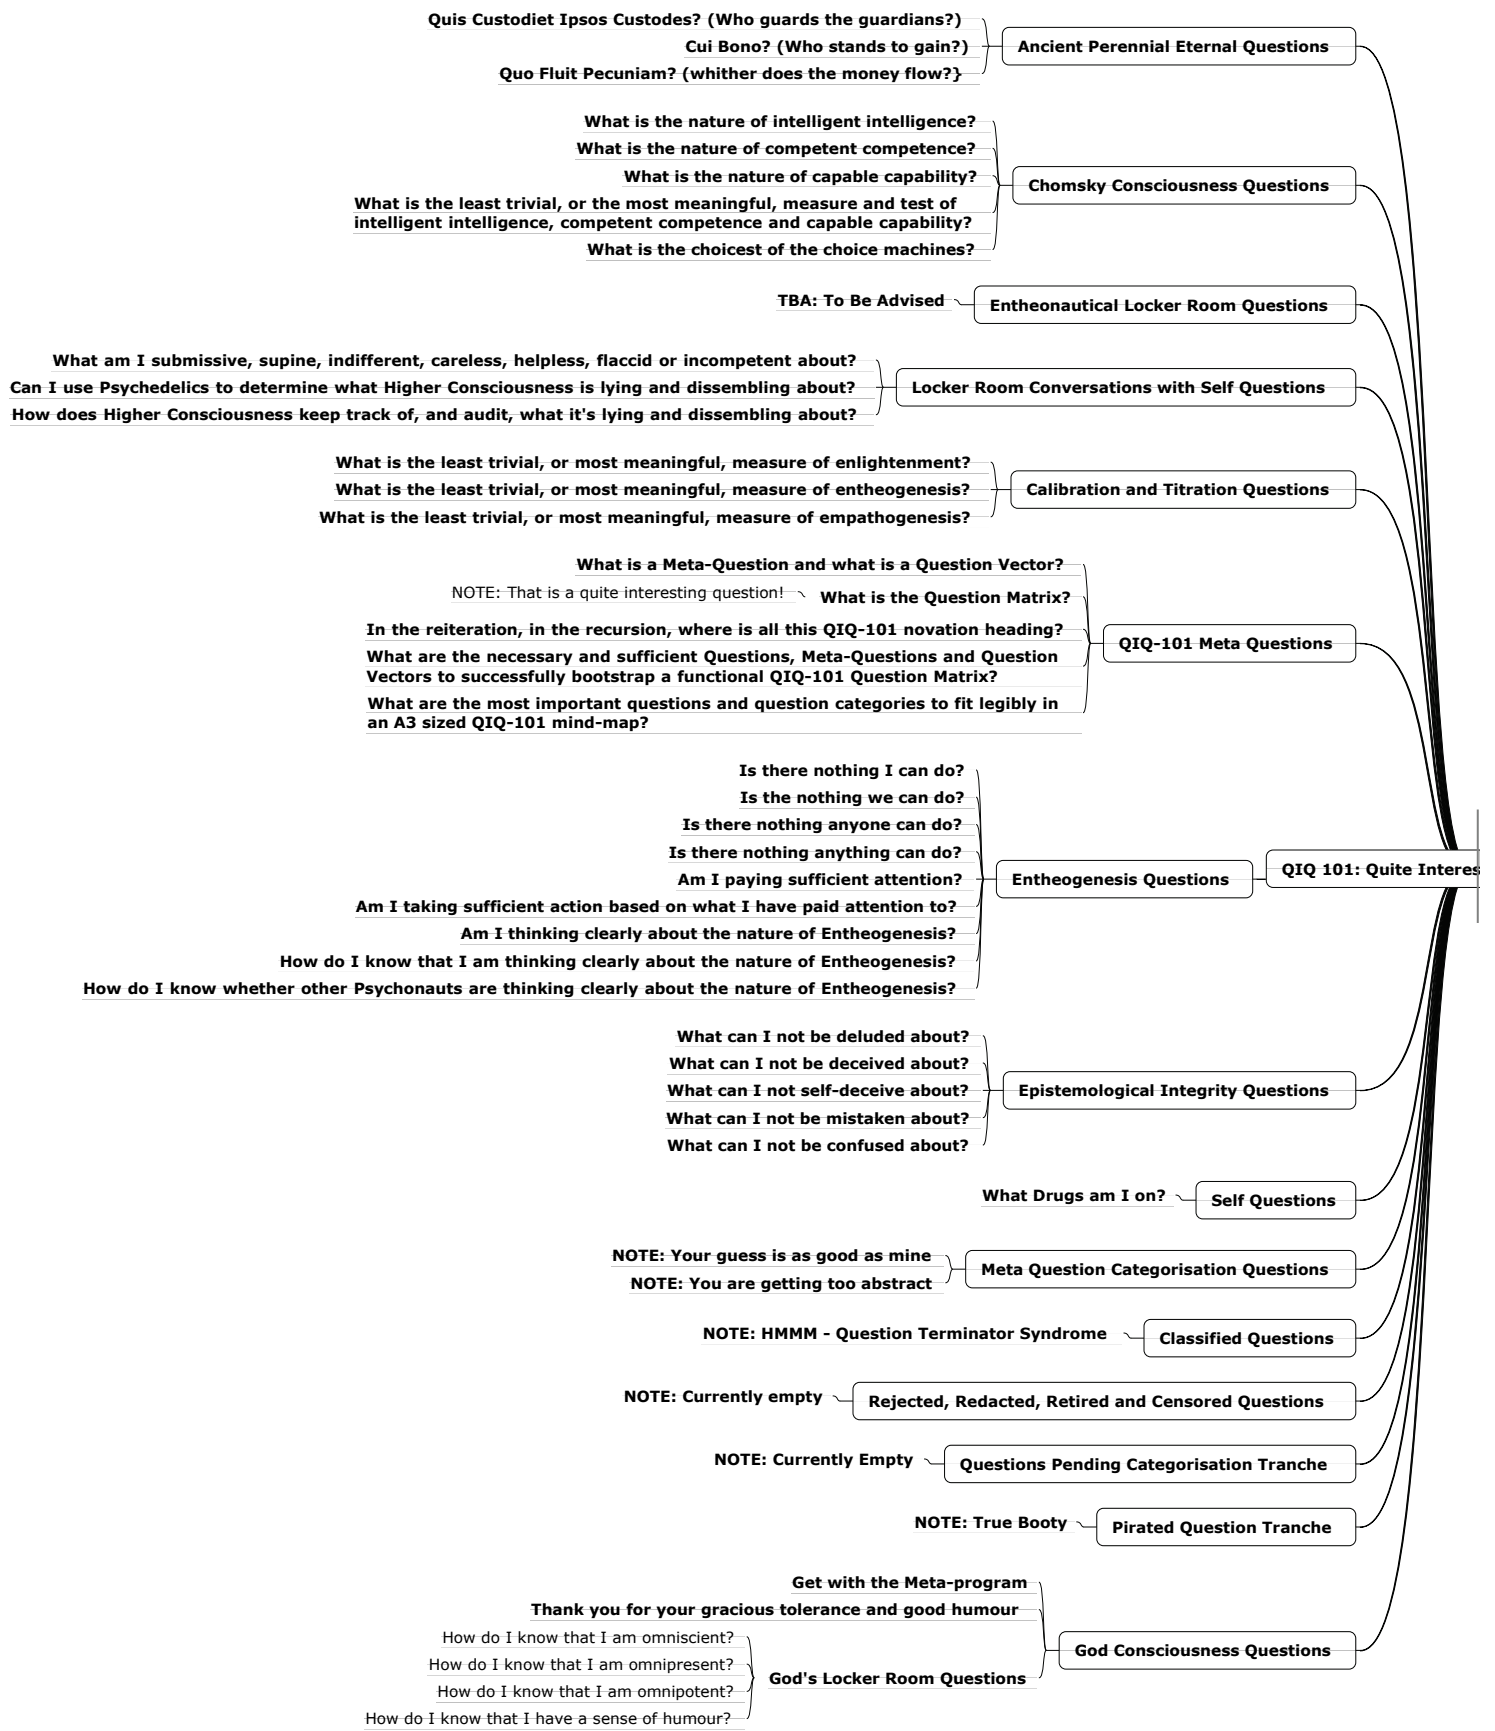 Quis Custodiet Ipsos Custodes? (Who guards the guardians?)
Cui Bono? (Who stands to gain?)
Quo Fluit Pecuniam? (whither does the money flow?}
Ancient Perennial Eternal Questions
What is the nature of intelligent intelligence?
What is the nature of competent competence?
What is the nature of capable capability?
What is the least trivial, or the most meaningful, measure and test of
intelligent intelligence, competent competence and capable capability?
What is the choicest of the choice machines?
Chomsky Consciousness Questions
TBA: To Be Advised
Entheonautical Locker Room Questions
What am I submissive, supine, indifferent, careless, helpless, flaccid or incompetent about?
Can I use Psychedelics to determine what Higher Consciousness is lying and dissembling about?
How does Higher Consciousness keep track of, and audit, what it's lying and dissembling about?
Locker Room Conversations with Self Questions
What is the least trivial, or most meaningful, measure of enlightenment?
What is the least trivial, or most meaningful, measure of entheogenesis?
What is the least trivial, or most meaningful, measure of empathogenesis?
Calibration and Titration Questions
What is a Meta-Question and what is a Question Vector?
NOTE: That is a quite interesting question!
What is the Question Matrix?
In the reiteration, in the recursion, where is all this QIQ-101 novation heading?
What are the necessary and sufficient Questions, Meta-Questions and Question
Vectors to successfully bootstrap a functional QIQ-101 Question Matrix?
What are the most important questions and question categories to fit legibly in
an A3 sized QIQ-101 mind-map?
QIQ-101 Meta Questions
Is there nothing I can do?
Is the nothing we can do?
Is there nothing anyone can do?
Is there nothing anything can do?
Am I paying sufficient attention?
Am I taking sufficient action based on what I have paid attention to?
Am I thinking clearly about the nature of Entheogenesis?
How do I know that I am thinking clearly about the nature of Entheogenesis?
How do I know whether other Psychonauts are thinking clearly about the nature of Entheogenesis?
Entheogenesis Questions
QIQ 101: Quite Interes
What can I not be deluded about?
What can I not be deceived about?
What can I not self-deceive about?
What can I not be mistaken about?
What can I not be confused about?
Epistemological Integrity Questions
What Drugs am I on?
Self Questions
NOTE: Your guess is as good as mine
NOTE: You are getting too abstract
Meta Question Categorisation Questions
NOTE: HMMM - Question Terminator Syndrome
Classified Questions
NOTE: Currently empty
Rejected, Redacted, Retired and Censored Questions
NOTE: Currently Empty
Questions Pending Categorisation Tranche
NOTE: True Booty
Pirated Question Tranche
Get with the Meta-program
Thank you for your gracious tolerance and good humour
How do I know that I am omniscient?
How do I know that I am omnipresent?
How do I know that I am omnipotent?
How do I know that I have a sense of humour?
God's Locker Room Questions
God Consciousness Questions